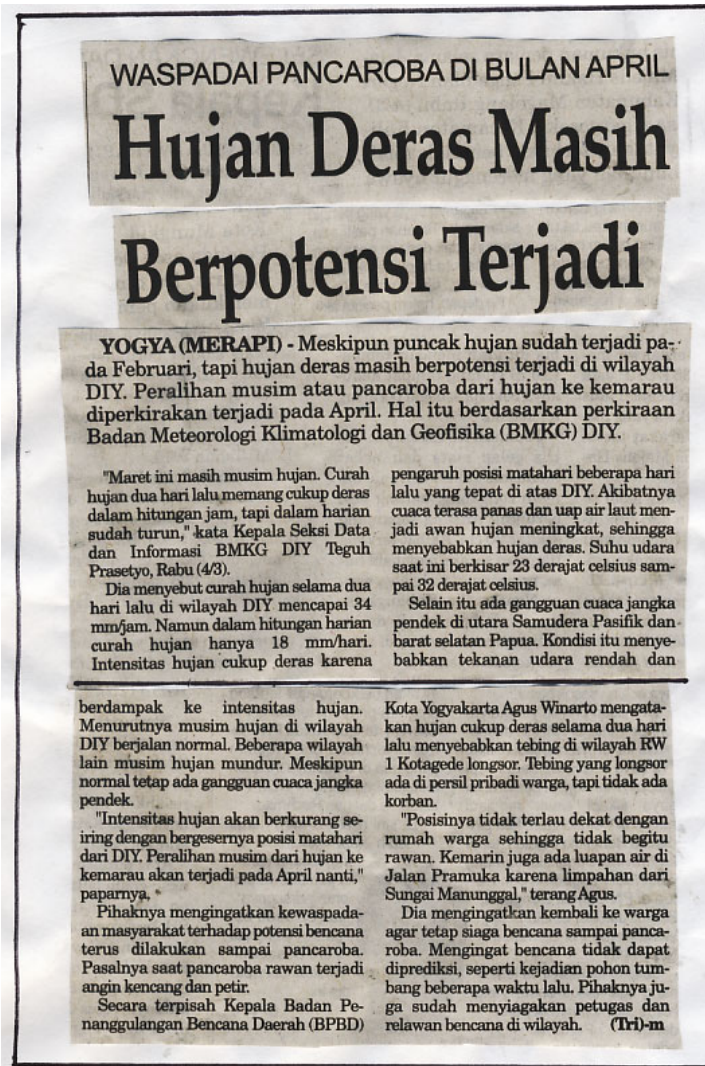 WASPADAI PANCAROBA DI BULAN APRIL
Hujan Deras Masih
Berpotensi Terjadi
YOGYA (MERAPI) - Meskipun puncak hujan sudah terjadi pa-
da Februari, tapi hujan deras masih berpotensi terjadi di wilayah
DIY. Peralihan musim atau pancaroba dari hujan ke kemarau
diperkirakan terjadi pada April. Hal itu berdasarkan perkiraan
Badan Meteorologi Klimatologi dan Geofisika (BMKG) DIY.
"Maret ini masih musim hujan. Curah
hujan dua hari lalu memang cukup deras
dalam hitungan jam, tapi dalam harian
sudah turun," kata Kepala Seksi Data
dan Informasi BMKG DIY Teguh
Prasetyo, Rabu (4/3).
Dia menyebut curah hujan selama dua
hari lalu di wilayah DIY mencapai 34
mm/jam. Namun dalam hitungan harian
curah hujan hanya 18 mm/hari.
Intensitas hujan cukup deras karena
pengaruh posisi matahari beberapa hari
lalu yang tepat di atas DIY. Akibatnya
cuaca terasa panas dan uap air laut men-
jadi awan hujan meningkat, sehingga
menyebabkan hujan deras. Suhu udara
saat ini berkisar 23 derajat celsius sam-
pai 32 derajat celsius.
Selain itu ada gangguan cuaca jangka
pendek di utara Samudera Pasifik dan
barat selatan Papua. Kondisi itu menye-
babkan tekanan udara rendah dan
berdampak ke intensitas hujan.
Menurutnya musim hujan di wilayah
DIY berjalan normal. Beberapa wilayah
lain musim hujan mundur. Meskipun
normal tetap ada gangguan cuaca jangka
pendek.
"Intensitas hujan akan berkurang se-
iring dengan bergesernya posisi matahari
dari DIY. Peralihan musim dari hujan ke
kemarau akan terjadi pada April nanti,"
paparnya.
Pihaknya mengingatkan kewaspada-
an masyarakat terhadap potensi bencana
terus dilakukan sampai pancaroba.
Pasalnya saat pancaroba rawan terjadi
angin kencang dan petir.
Secara terpisah Kepala Badan Pe-
nanggulangan Bencana Daerah (BPBD)
Kota Yogyakarta Agus Winarto mengata-
kan hujan cukup deras selama dua hari
lalu menyebabkan tebing di wilayah RW
1 Kotagede longsor. Tebing yang longsor
ada di persil pribadi warga, tapi tidak ada
korban.
"Posisinya tidak terlau dekat dengan
rumah warga sehingga tidak begitu
rawan. Kemarin juga ada luapan air di
Jalan Pramuka karena limpahan dari
Sungai Manunggal," terang Agus.
Dia mengingatkan kembali ke warga
agar tetap siaga bencana sampai panca-
roba. Mengingat bencana tidak dapat
diprediksi, seperti kejadian pohon tum-
bang beberapa waktu lalu. Pihaknya ju-
ga sudah menyiagakan petugas dan
relawan bencana di wilayah. (Tri)-m